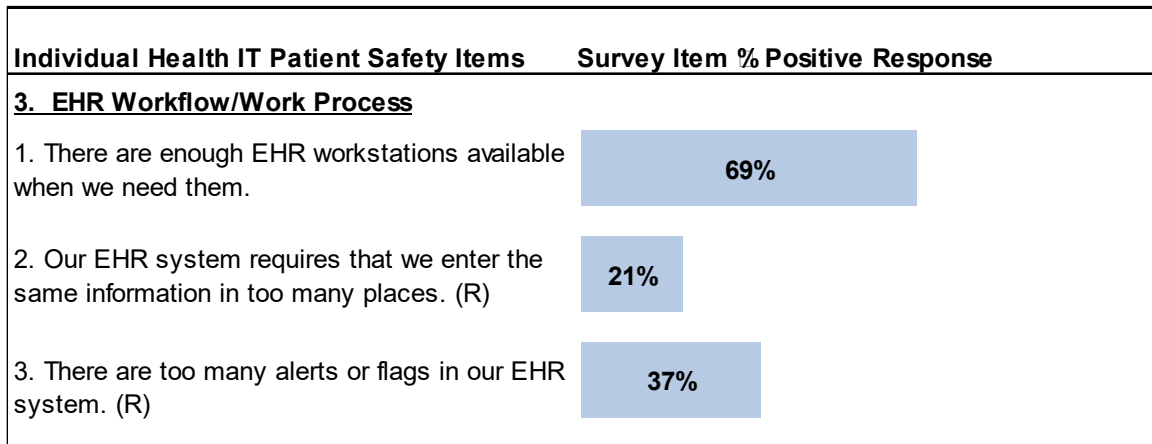 Individual Health IT Patient Safety Items Survey Item % Positive Response
3. EHR Workflow/Work Process
1. There are enough EHR workstations available
when we need them.
69%
2. Our EHR system requires that we enter the
same information in too many places. (R)
21%
3. There are too many alerts or flags in our EHR
system. (R)
37%